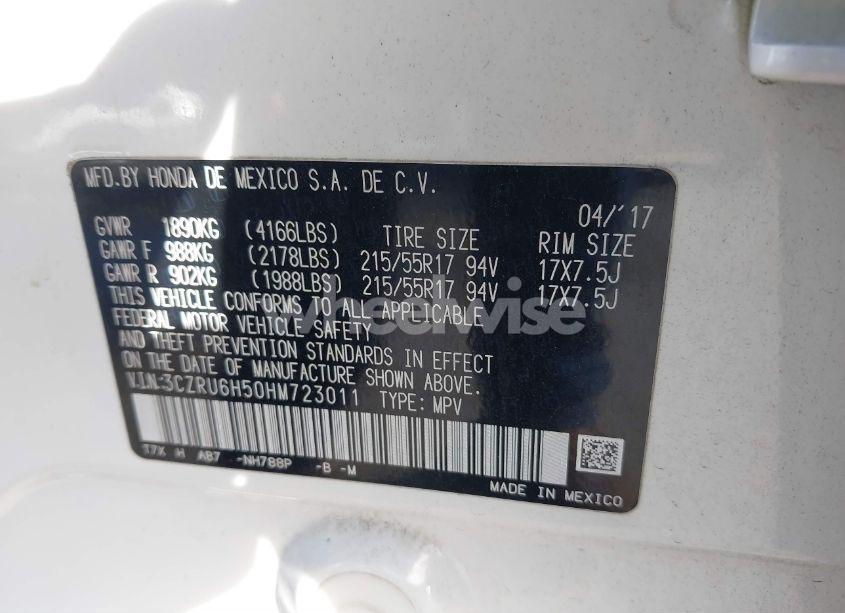 MFD.BY HONDA DE MEXICO S.A. DE C.V.
04/'17
GVWR 1890KG (4166LBS) TIRE SIZE RIM SIZE
GAWR F 988KG (2178LBS) 215/55R17 94V 17X7.5J
GAWR R 902KG (1988LBS) 215/55R17 94V 17X7.5J
THIS VEHICLE CONFORMS TO ALL APPLICABLE
FEDERAL MOTOR VEHICLE SAFETY
AND THEFT PREVENTION STANDARDS IN EFFECT
ON THE DATE OF MANUFACTURE SHOWN ABOVE.
V.I.N:3CZRU6H50HM723011 TYPE:MPV
T7X H AB7 -NH788P -B -M
MADE IN MEXICO
wheelwise